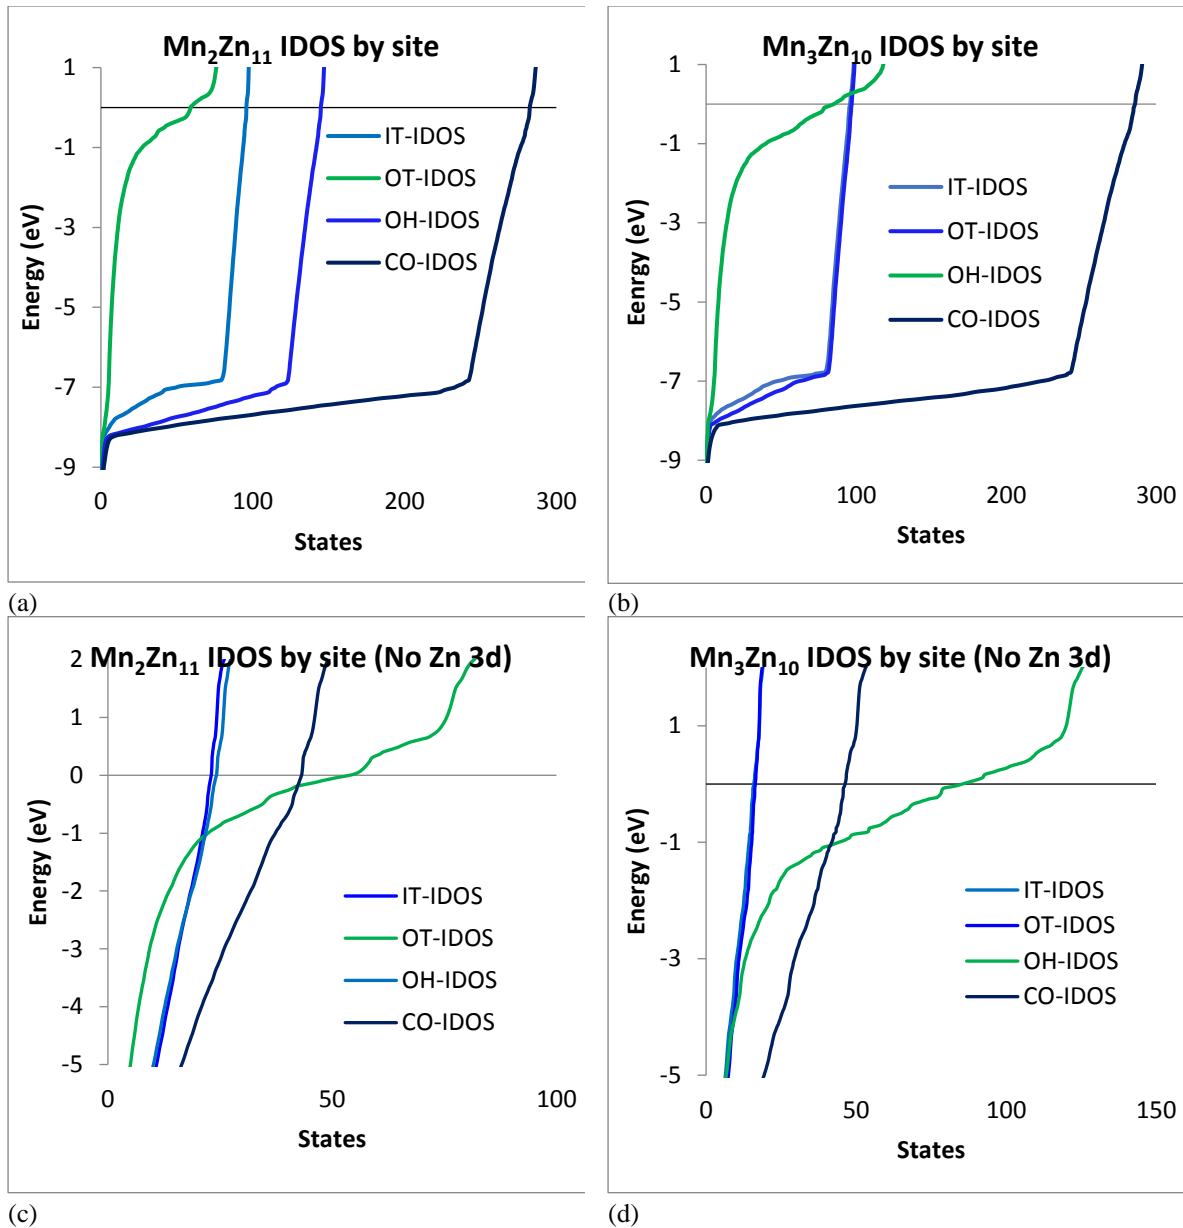 Mn₂Zn₁₁ IDOS by site
1
-1
-3
-5
-7
-9
Energy (eV)
IT-IDOS
OT-IDOS
OH-IDOS
CO-IDOS
0 100 200 300
States
(a)
Mn₃Zn₁₀ IDOS by site
1
-1
-3
-5
-7
-9
Eenrgy (eV)
IT-IDOS
OT-IDOS
OH-IDOS
CO-IDOS
0 100 200 300
States
(b)
Mn₂Zn₁₁ IDOS by site (No Zn 3d)
2
1
0
-1
-2
-3
-4
-5
Energy (eV)
IT-IDOS
OT-IDOS
OH-IDOS
CO-IDOS
0 50 100
States
(c)
Mn₃Zn₁₀ IDOS by site (No Zn 3d)
1
-1
-3
-5
Energy (eV)
IT-IDOS
OT-IDOS
OH-IDOS
CO-IDOS
0 50 100 150
States
(d)